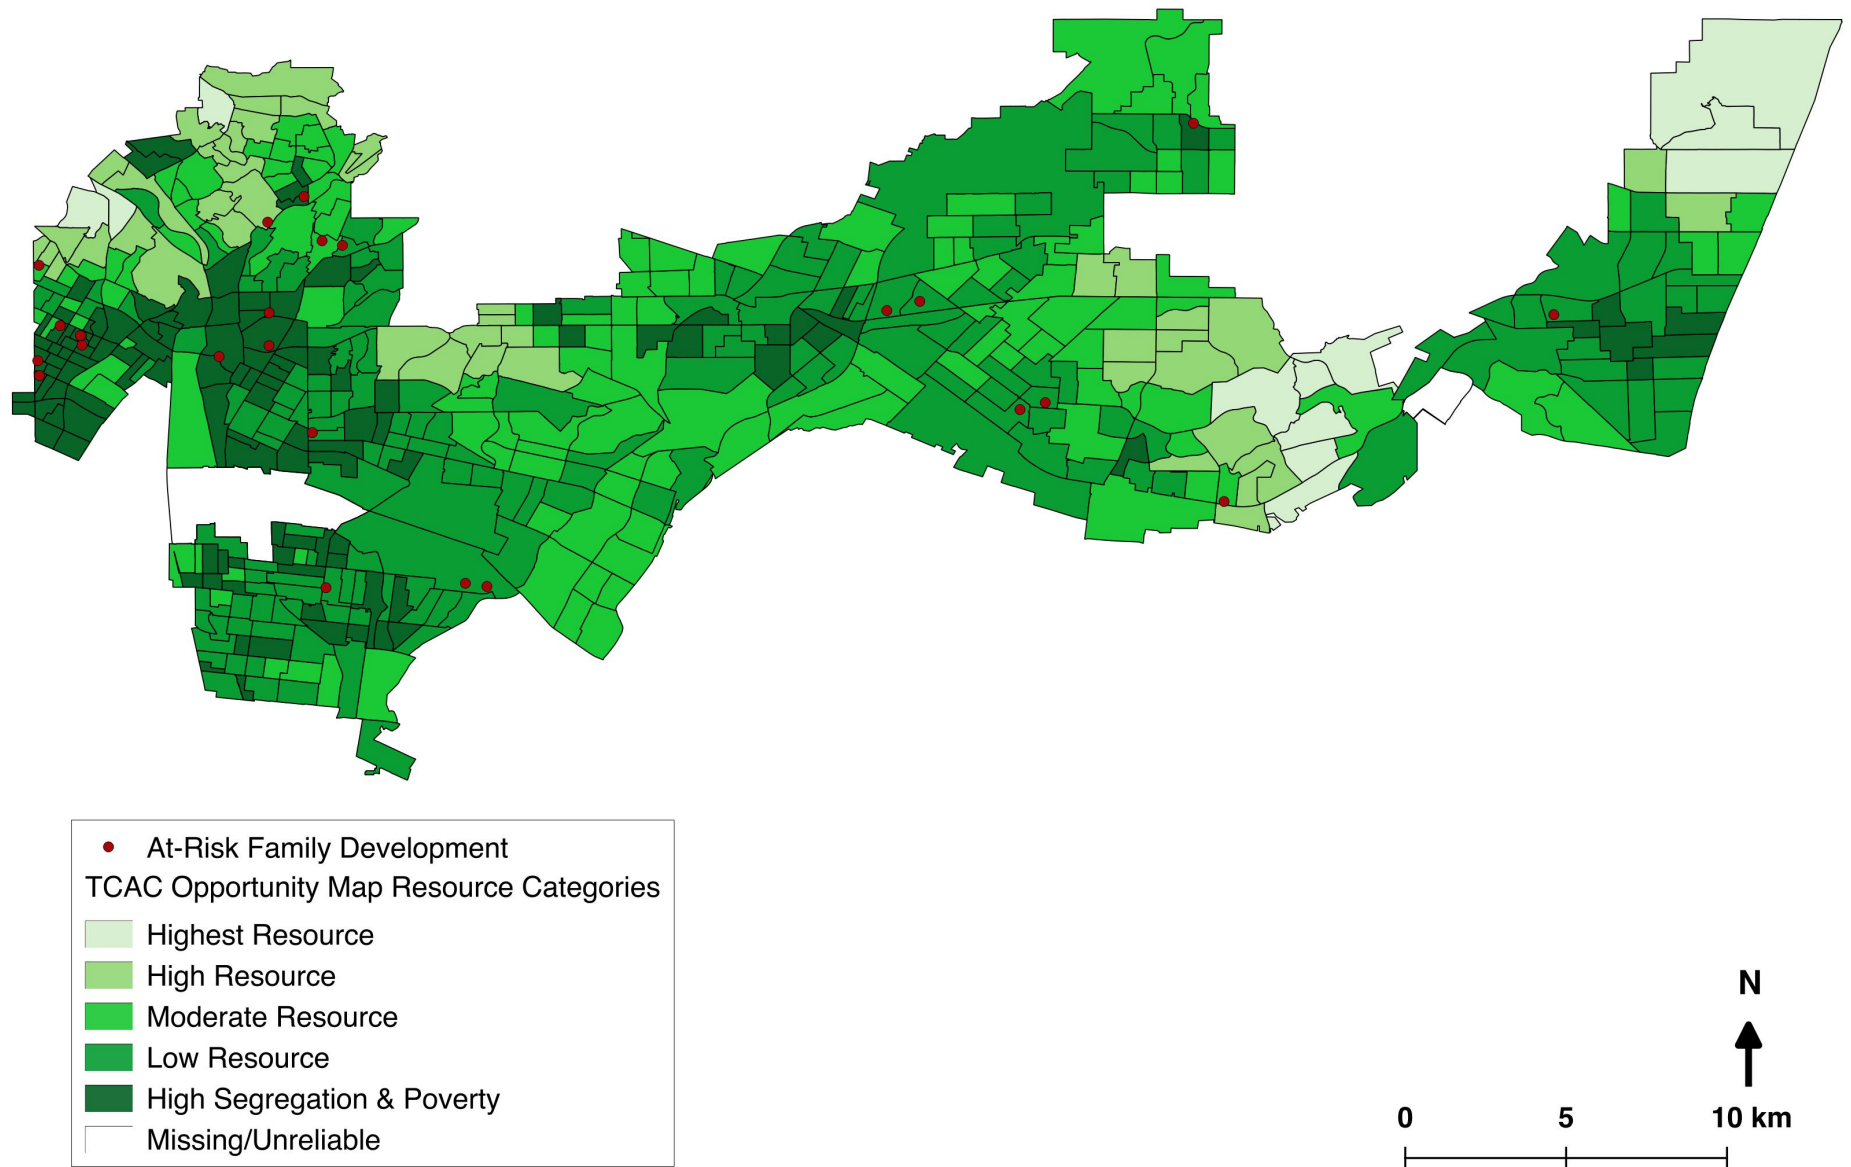 At-Risk Family Development
TCAC Opportunity Map Resource Categories
Highest Resource
High Resource
Moderate Resource
Low Resource
High Segregation & Poverty
Missing/Unreliable
N
0 5 10 km